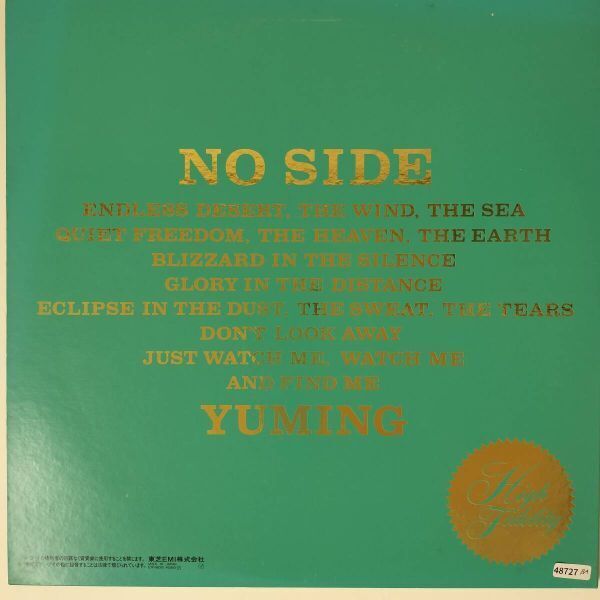 NO SIDE
ENDLESS DESERT, THE WIND, THE SEA
QUIET FREEDOM, THE HEAVEN, THE EARTH
BLIZZARD IN THE SILENCE
GLORY IN THE DISTANCE
ECLIPSE IN THE DUST, THE SWEAT, THE TEARS
DON'T LOOK AWAY
JUST WATCH ME, WATCH ME
AND FIND ME
YUMING
High
Fidelity
東芝EMI株式会社
48727